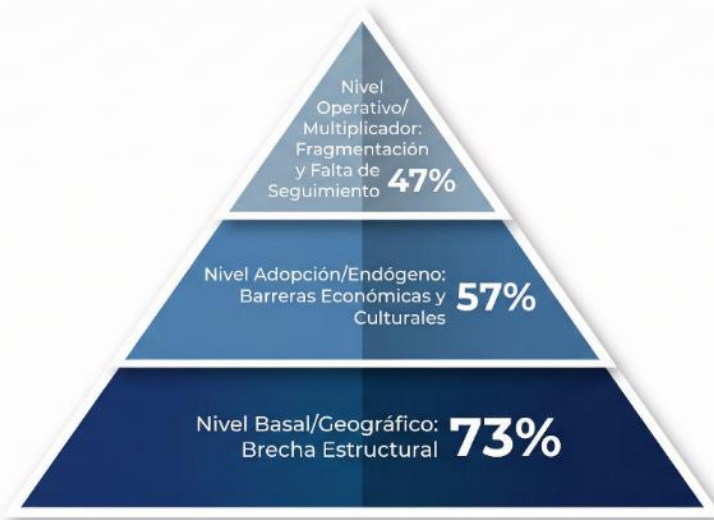 Nivel
Operativo/
Multiplicador:
Fragmentación
y Falta de
Seguimiento 47%
Nivel Adopción/Endógeno:
Barreras Económicas y
Culturales
57%
Nivel Basal/Geográfico:
Brecha Estructural
73%